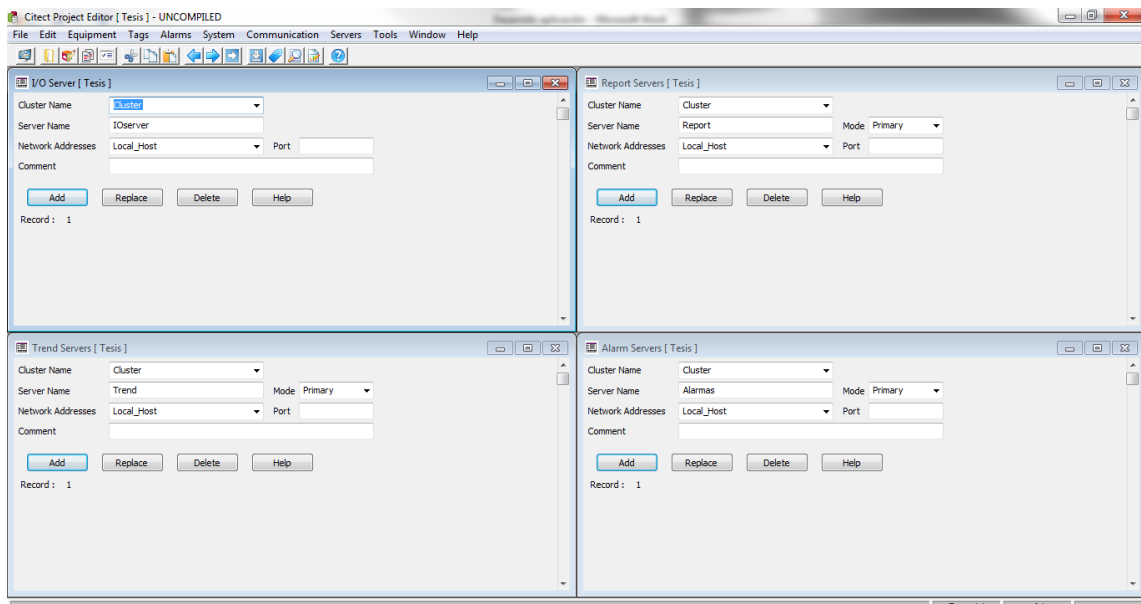 Citect Project Editor [ Tesis ] - UNCOMPILED
File Edit Equipment Tags Alarms System Communication Servers Tools Window Help
I/O Server [ Tesis ]
Cluster Name Cluster
Server Name IOserver
Network Addresses Local_Host Port
Comment
Add Replace Delete Help
Record : 1
Report Servers [ Tesis ]
Cluster Name Cluster
Server Name Report Mode Primary
Network Addresses Local_Host Port
Comment
Add Replace Delete Help
Record : 1
Trend Servers [ Tesis ]
Cluster Name Cluster
Server Name Trend Mode Primary
Network Addresses Local_Host Port
Comment
Add Replace Delete Help
Record : 1
Alarm Servers [ Tesis ]
Cluster Name Cluster
Server Name Alarmas Mode Primary
Network Addresses Local_Host Port
Comment
Add Replace Delete Help
Record : 1